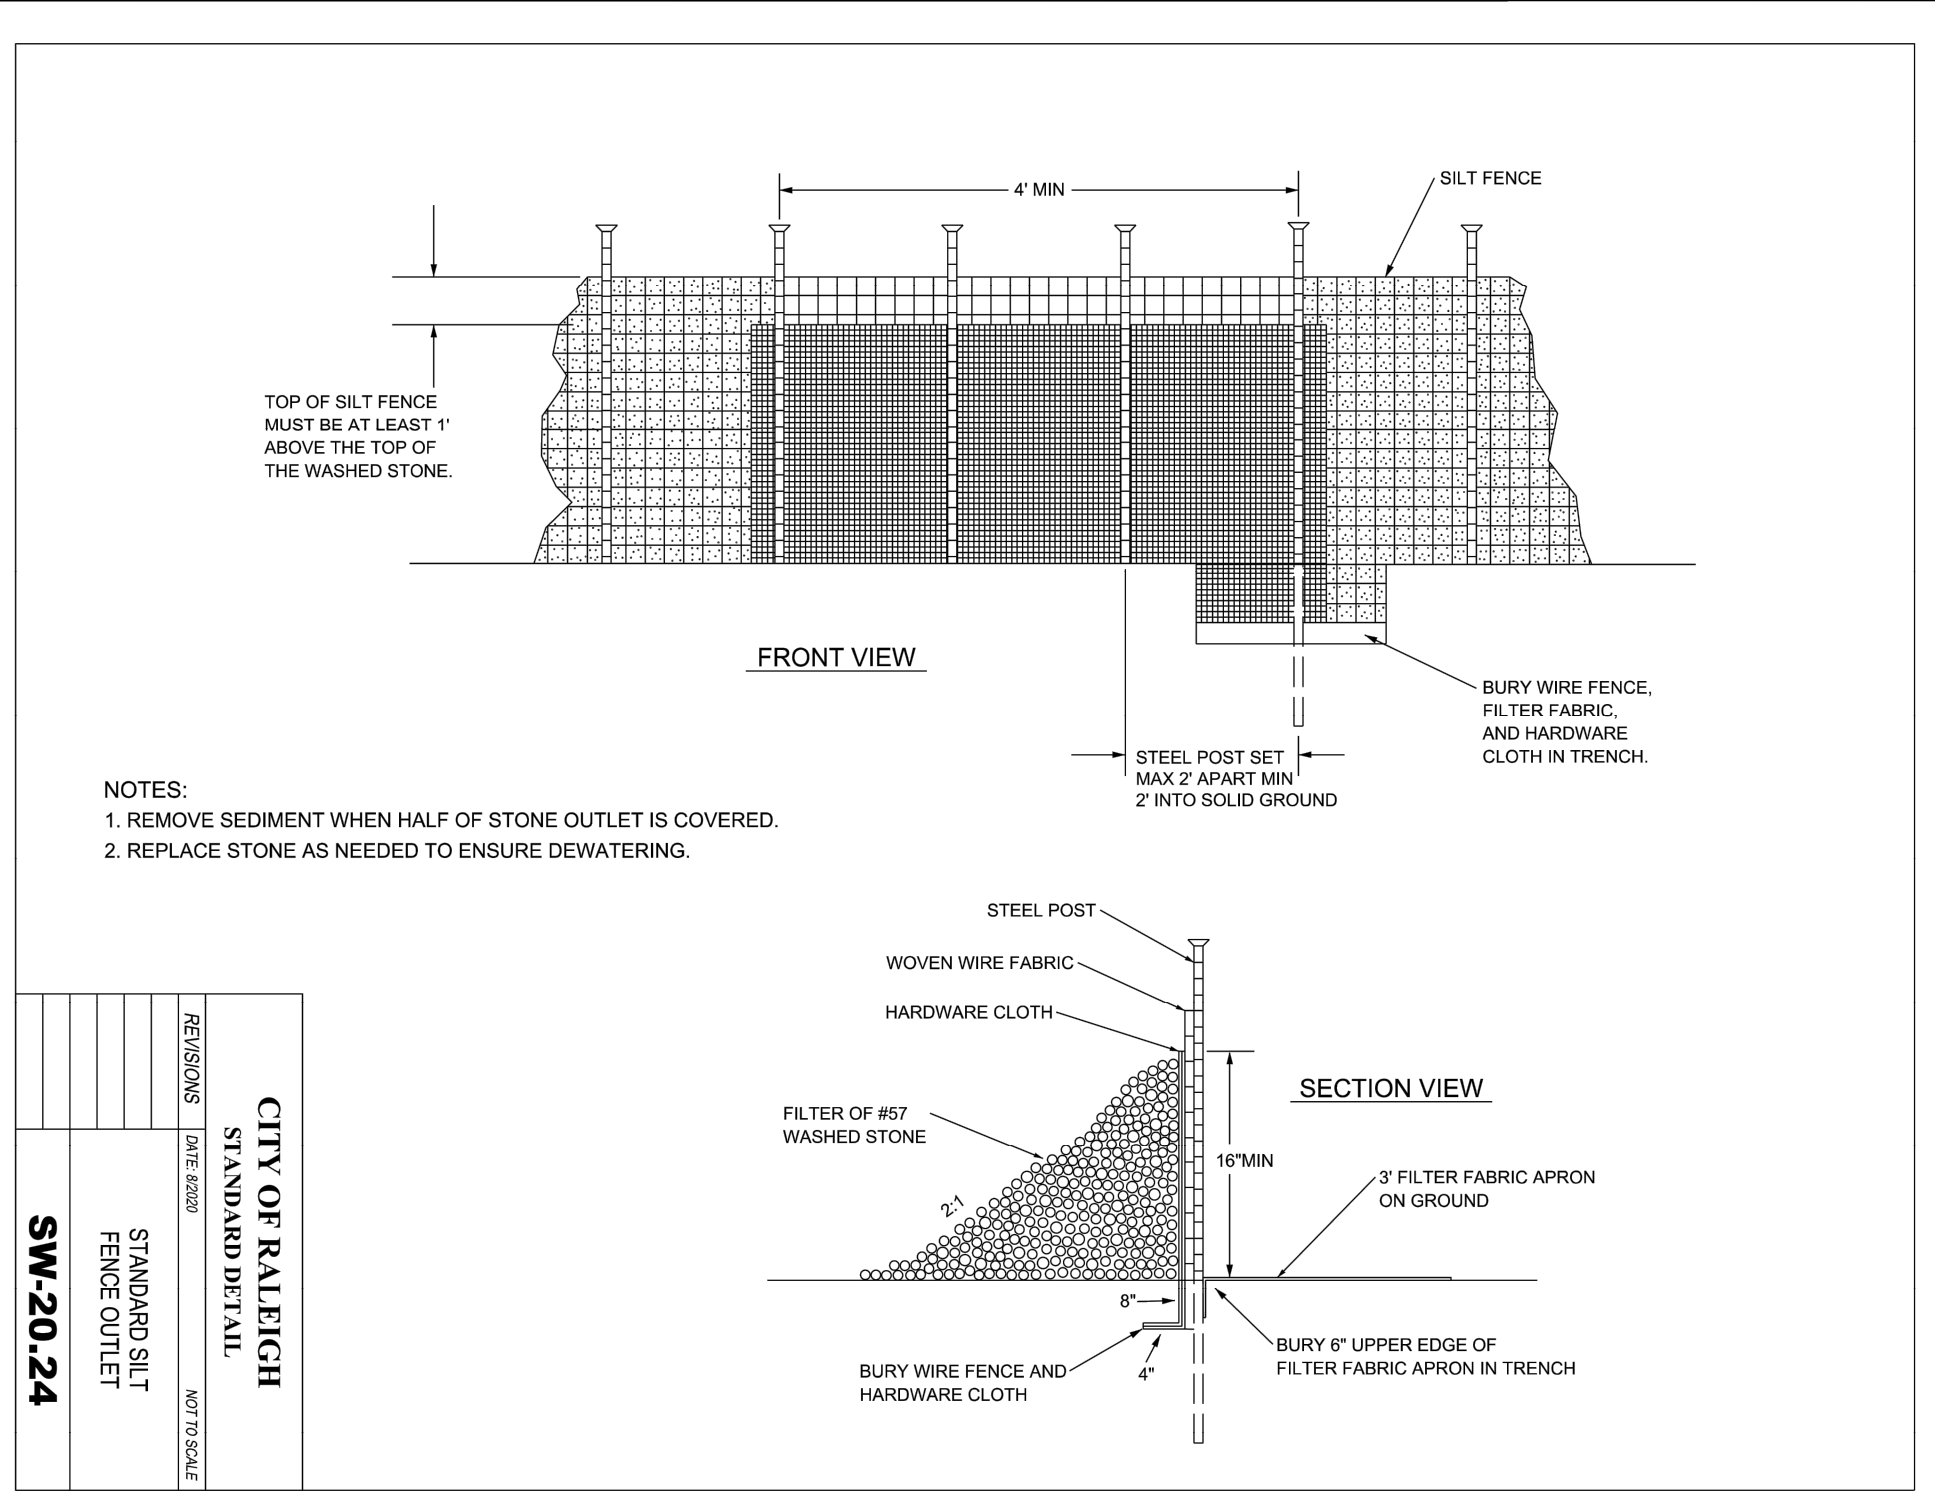 4' MIN
SILT FENCE
TOP OF SILT FENCE
MUST BE AT LEAST 1'
ABOVE THE TOP OF
THE WASHED STONE.
FRONT VIEW
BURY WIRE FENCE,
FILTER FABRIC,
AND HARDWARE
CLOTH IN TRENCH.
STEEL POST SET
MAX 2' APART MIN
2' INTO SOLID GROUND
NOTES:
1. REMOVE SEDIMENT WHEN HALF OF STONE OUTLET IS COVERED.
2. REPLACE STONE AS NEEDED TO ENSURE DEWATERING.
STEEL POST
WOVEN WIRE FABRIC
HARDWARE CLOTH
SECTION VIEW
FILTER OF #57
WASHED STONE
16"MIN
3' FILTER FABRIC APRON
ON GROUND
2:1
8"
4"
BURY WIRE FENCE AND
HARDWARE CLOTH
BURY 6" UPPER EDGE OF
FILTER FABRIC APRON IN TRENCH
CITY OF RALEIGH
STANDARD DETAIL
REVISIONS
DATE: 8/2020
NOT TO SCALE
STANDARD SILT
FENCE OUTLET
SW-20.24